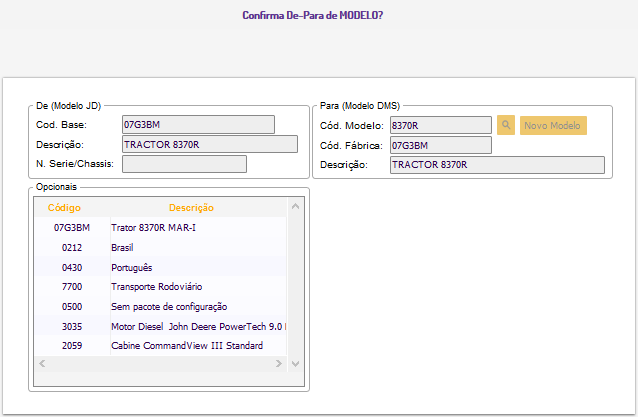 Confirma De-Para de MODELO?
De (Modelo JD)
Cod. Base: 07G3BM
Descrição: TRACTOR 8370R
N. Serie/Chassis:
Para (Modelo DMS)
Cód. Modelo: 8370R Novo Modelo
Cód. Fábrica: 07G3BM
Descrição: TRACTOR 8370R
Opcionais
Código Descrição
07G3BM Trator 8370R MAR-I
0212 Brasil
0430 Português
7700 Transporte Rodoviário
0500 Sem pacote de configuração
3035 Motor Diesel John Deere PowerTech 9.0
2059 Cabine CommandView III Standard